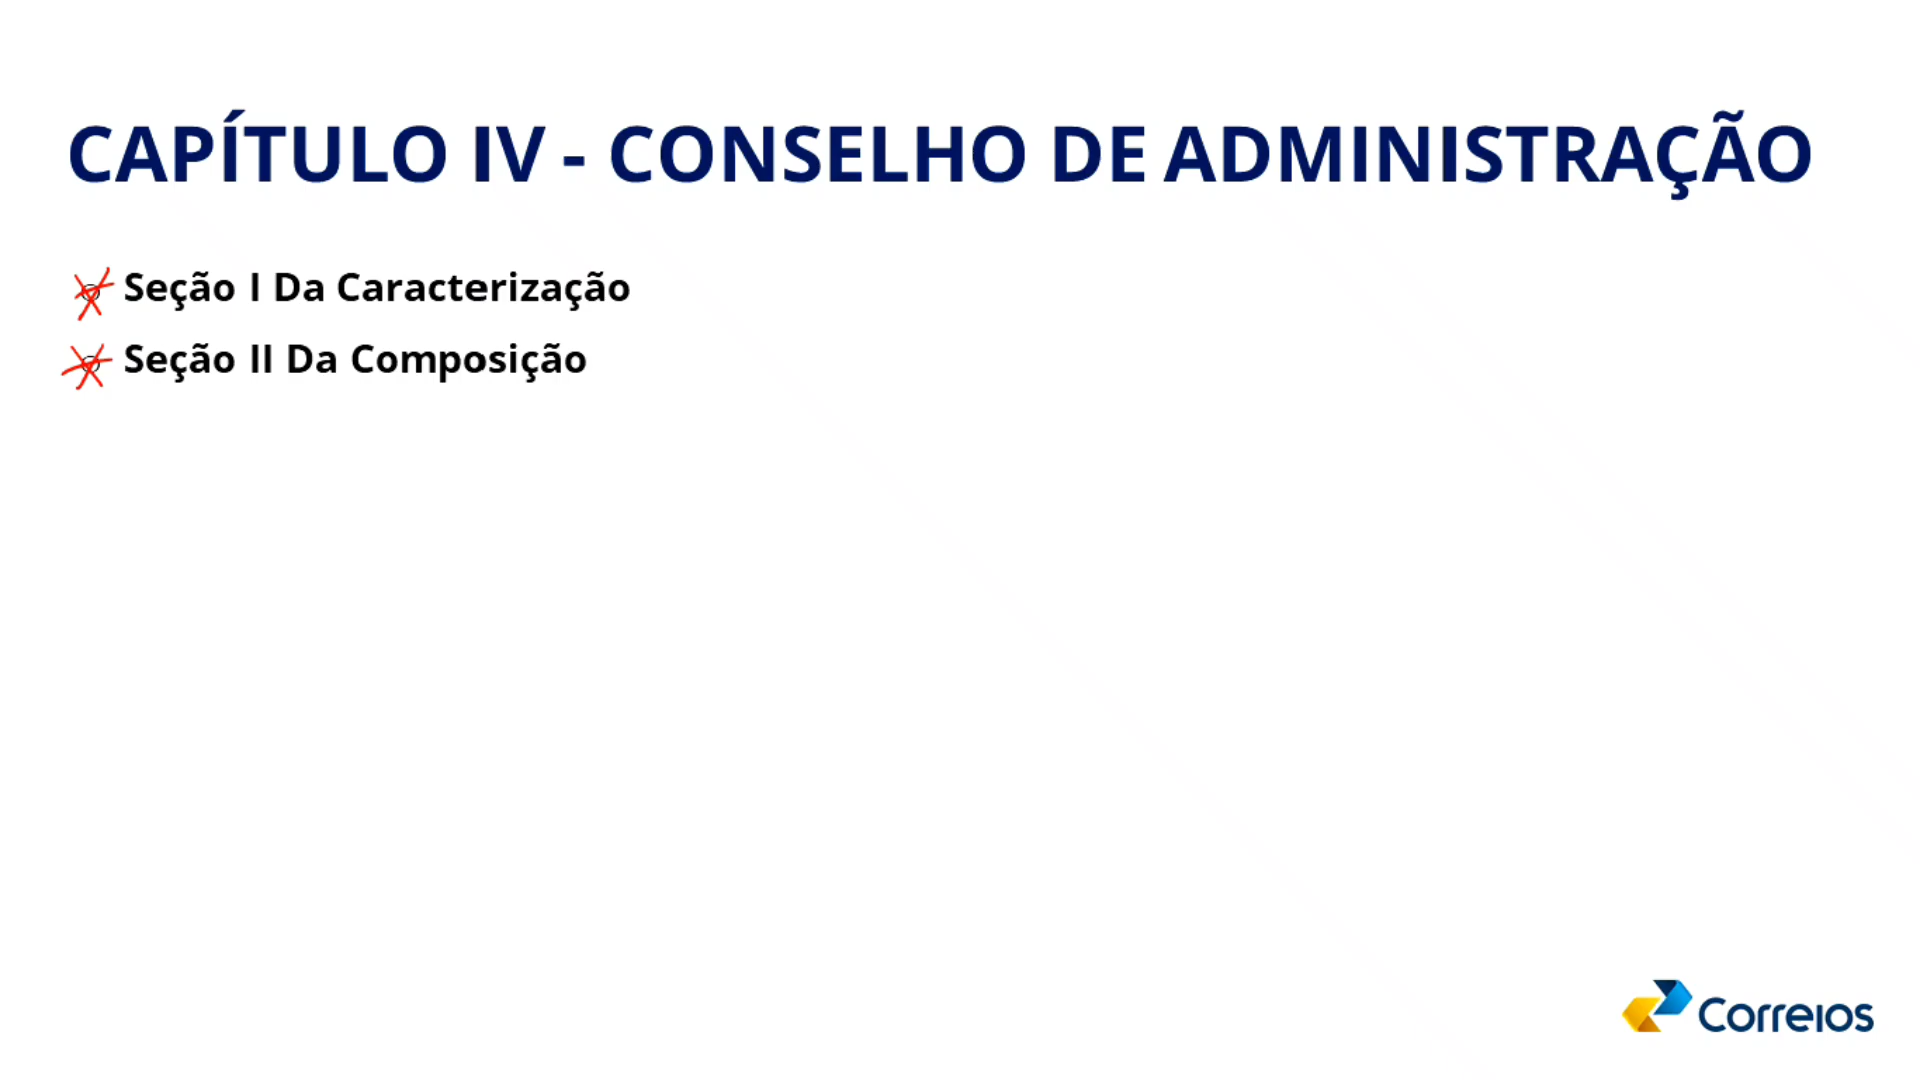 CAPÍTULO IV - CONSELHO DE ADMINISTRAÇÃO
Seção I Da Caracterização
Seção II Da Composição
Correios